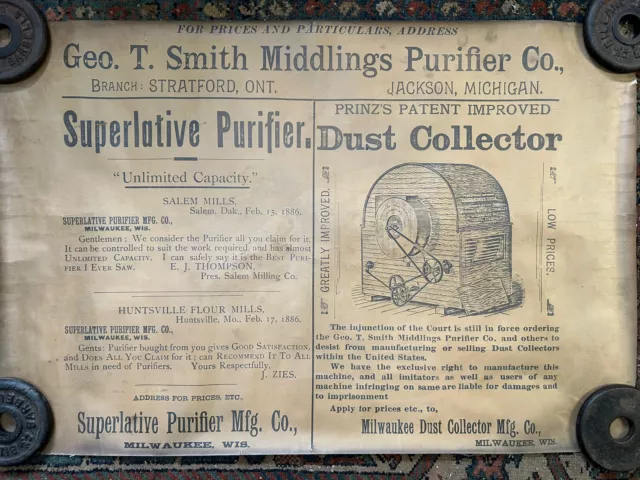 FOR PRICES AND PARTICULARS, ADDRESS
Geo. T. Smith Middlings Purifier Co.,
BRANCH: STRATFORD, ONT.
JACKSON, MICHIGAN.
Superlative Purifier.
"Unlimited Capacity."
SALEM MILLS,
Salem, Dak., Feb. 15, 1886.
SUPERLATIVE PURIFIER MFG. CO.,
MILWAUKEE, WIS.
Gentlemen: We consider the Purifier all you claim for it.
It can be controlled to suit the work required, and has almost
UNLIMITED CAPACITY. I can safely say it is the BEST PURI-
FIER I EVER SAW. E. J. THOMPSON,
Pres. Salem Milling Co.
HUNTSVILLE FLOUR MILLS,
Huntsville, Mo., Feb. 17, 1886.
SUPERLATIVE PURIFIER MFG. CO.,
MILWAUKEE, WIS.
Gents: Purifier bought from you gives GOOD SATISFACTION,
and DOES ALL YOU CLAIM for it; can RECOMMEND IT TO ALL
MILLS in need of Purifiers. Yours Respectfully.
J. ZIES.
ADDRESS FOR PRICES, ETC.
Superlative Purifier Mfg. Co.,
MILWAUKEE, WIS.
PRINZ'S PATENT IMPROVED
Dust Collector
GREATLY IMPROVED.
LOW PRICES.
The injunction of the Court is still in force ordering
the Geo. T. Smith Middlings Purifier Co. and others to
desist from manufacturing or selling Dust Collectors
within the United States.
We have the exclusive right to manufacture this
machine, and all imitators as well as users of any
machine infringing on same are liable for damages and
to imprisonment
Apply for prices etc., to,
Milwaukee Dust Collector Mfg. Co.,
MILWAUKEE, WIS.